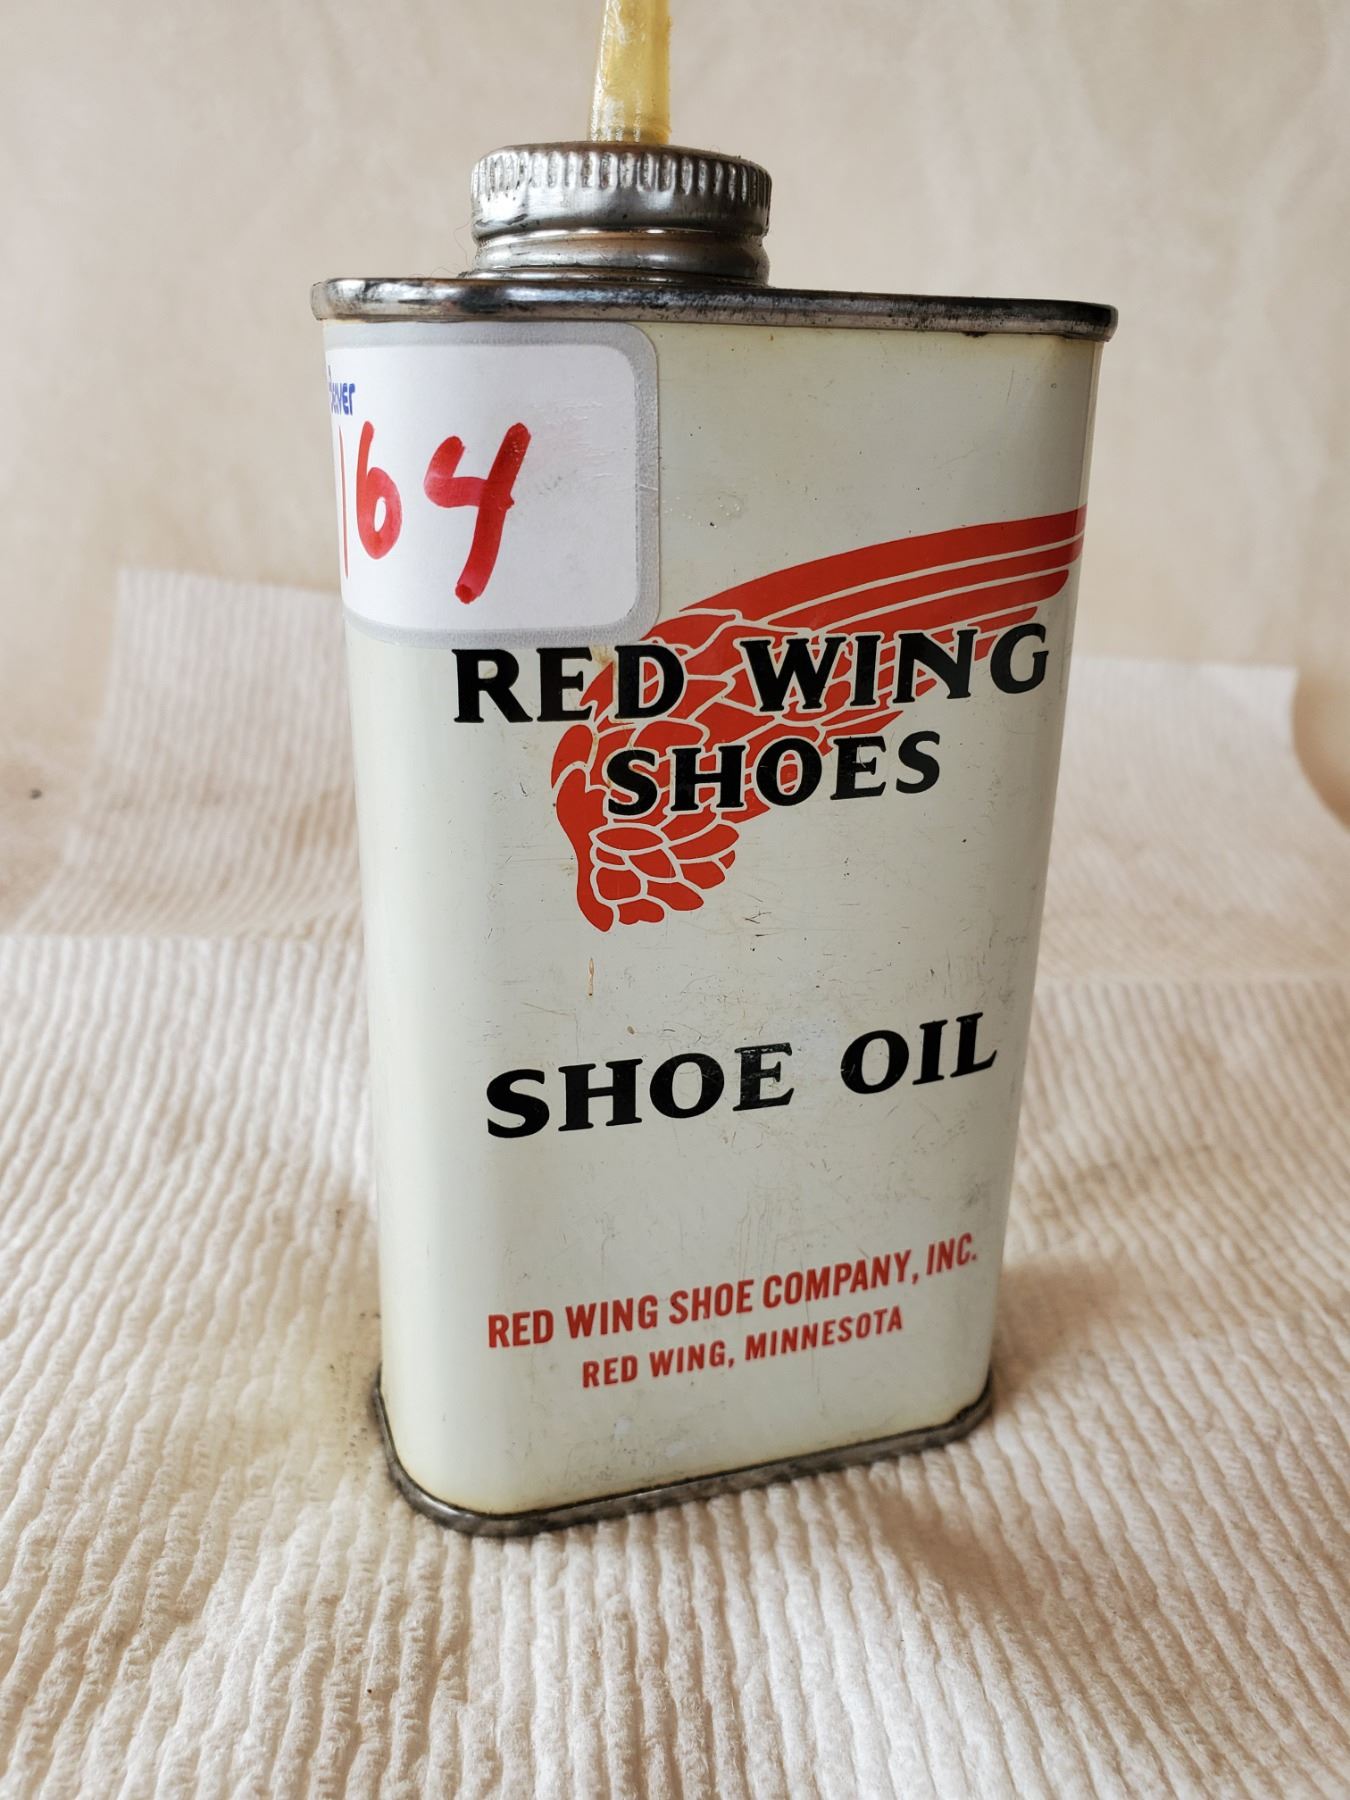 164
RED WING
SHOES
SHOE OIL
RED WING SHOE COMPANY, INC.
RED WING, MINNESOTA